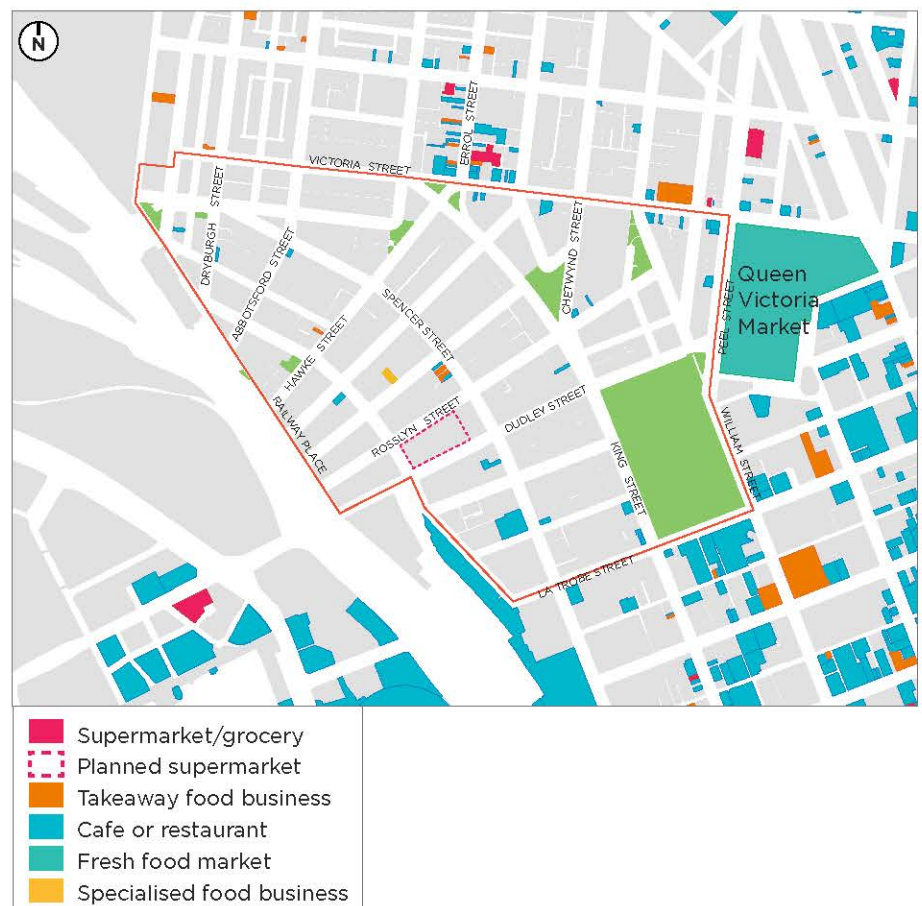 N
ERROL STREET
VICTORIA STREET
DRYBURGH STREET
ABBOTSFORD STREET
CHETWYND STREET
HAWKE STREET
SPENCER STREET
PEEL STREET
Queen
Victoria
Market
RAILWAY PLACE
ROSSLYN STREET
DUDLEY STREET
KING STREET
WILLIAM STREET
LA TROBE STREET
Supermarket/grocery
Planned supermarket
Takeaway food business
Cafe or restaurant
Fresh food market
Specialised food business